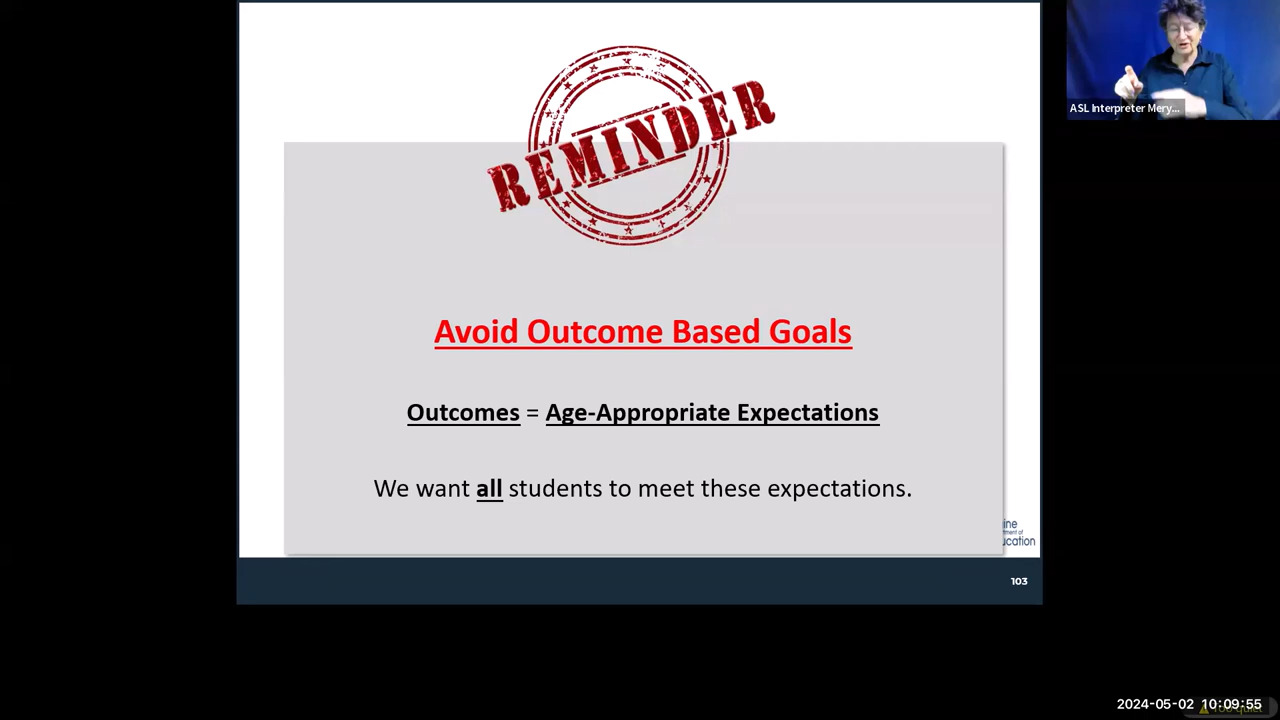 REMINDER
Avoid Outcome Based Goals
Outcomes = Age-Appropriate Expectations
We want all students to meet these expectations.
103
ASL Interpreter Mery...
2024-05-02 10:09:55